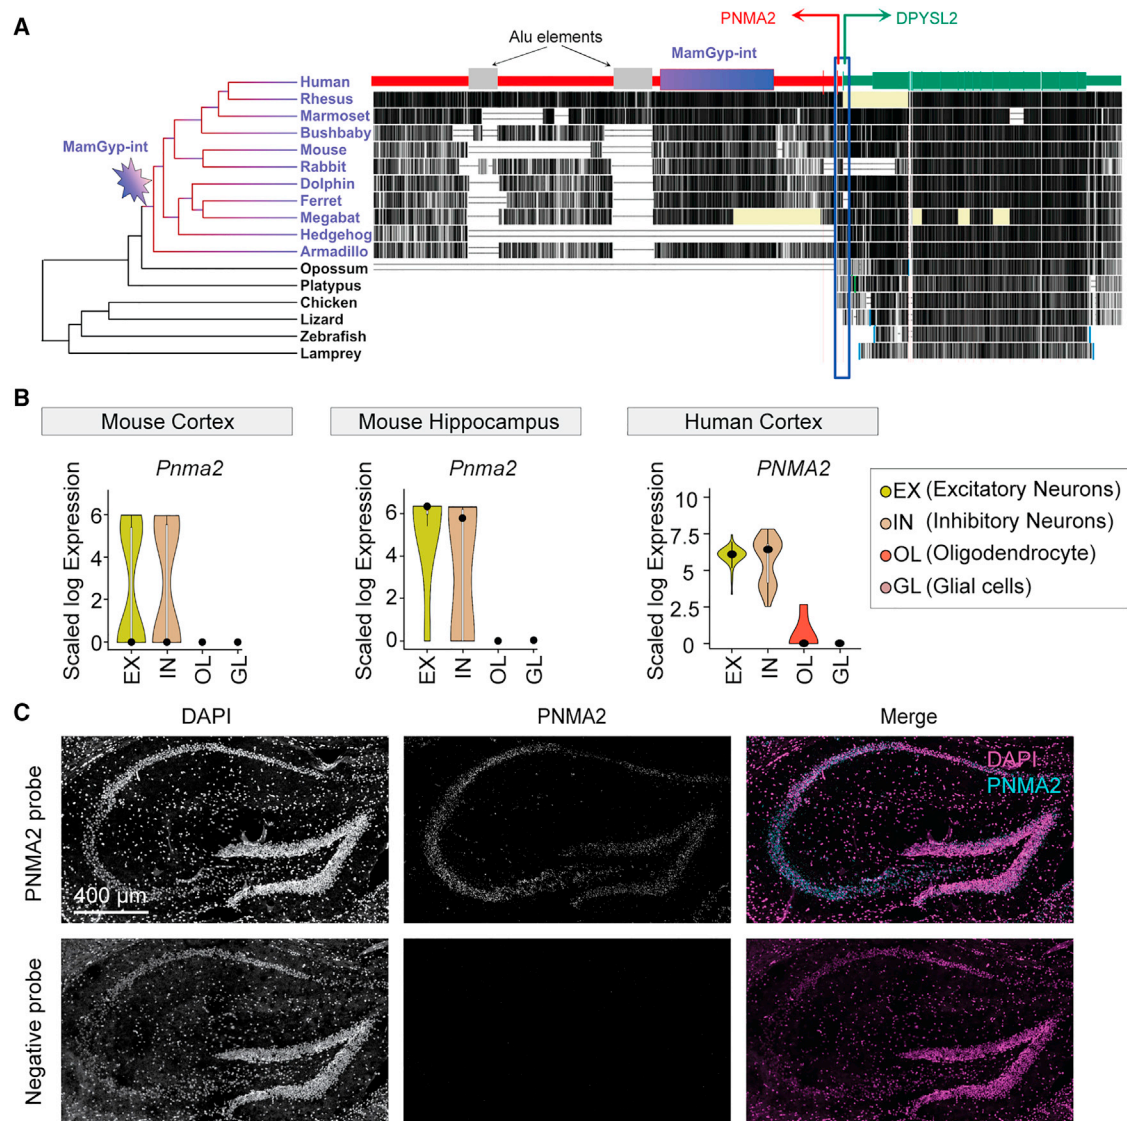 A
PNMA2
DPYSL2
Alu elements
MamGyp-int
Human
Rhesus
Marmoset
Bushbaby
MamGyp-int
Mouse
Rabbit
Dolphin
Ferret
Megabat
Hedgehog
Armadillo
Opossum
Platypus
Chicken
Lizard
Zebrafish
Lamprey
B
Mouse Cortex
Mouse Hippocampus
Human Cortex
Pnma2
Pnma2
PNMA2
Scaled log Expression
6
4
2
0
EX
IN
OL
GL
Scaled log Expression
6
4
2
0
EX
IN
OL
GL
Scaled log Expression
10
7.5
5
2.5
0
EX
IN
OL
GL
EX (Excitatory Neurons)
IN (Inhibitory Neurons)
OL (Oligodendrocyte)
GL (Glial cells)
C
DAPI
PNMA2
Merge
PNMA2 probe
400 µm
DAPI
PNMA2
Negative probe